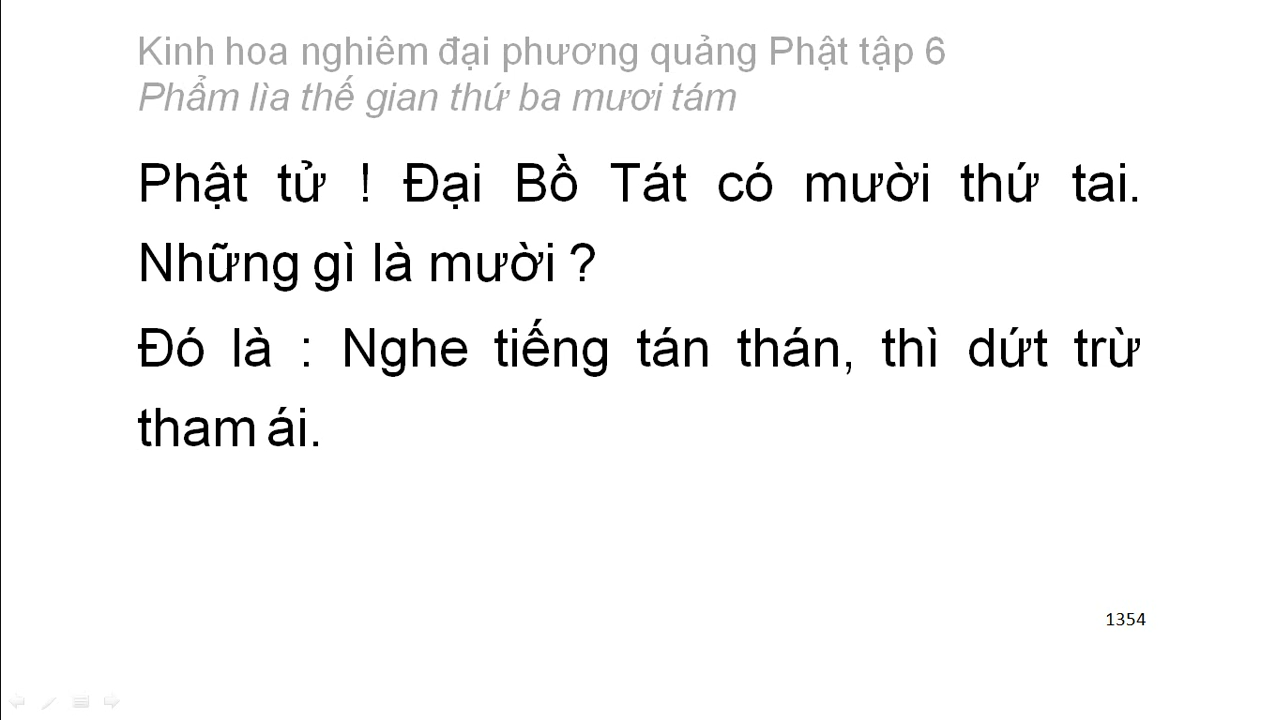 Kinh hoa nghiêm đại phương quảng Phật tập 6
Phẩm lìa thế gian thứ ba mươi tám
Phật tử ! Đại Bồ Tát có mười thứ tai.
Những gì là mười ?
Đó là : Nghe tiếng tán thán, thì dứt trừ
tham ái.
1354